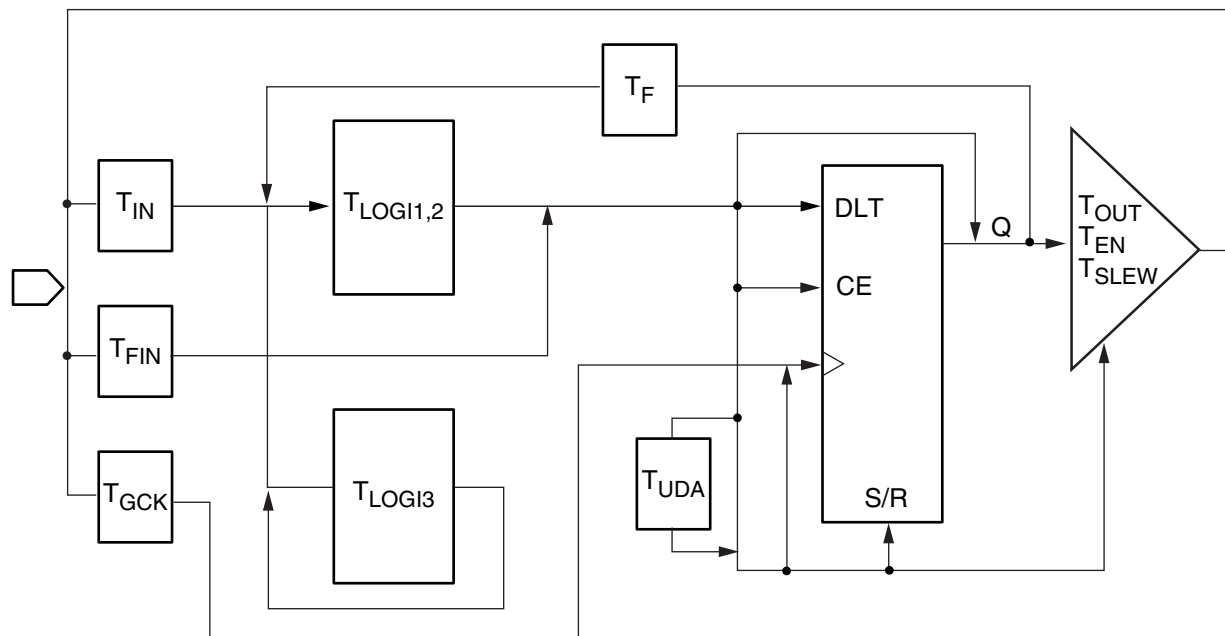 TF
TIN
TLOGI1,2
DLT
Q
TOUT
TEN
TSLEW
CE
TFIN
TLOGI3
TUDA
TGCK
S/R